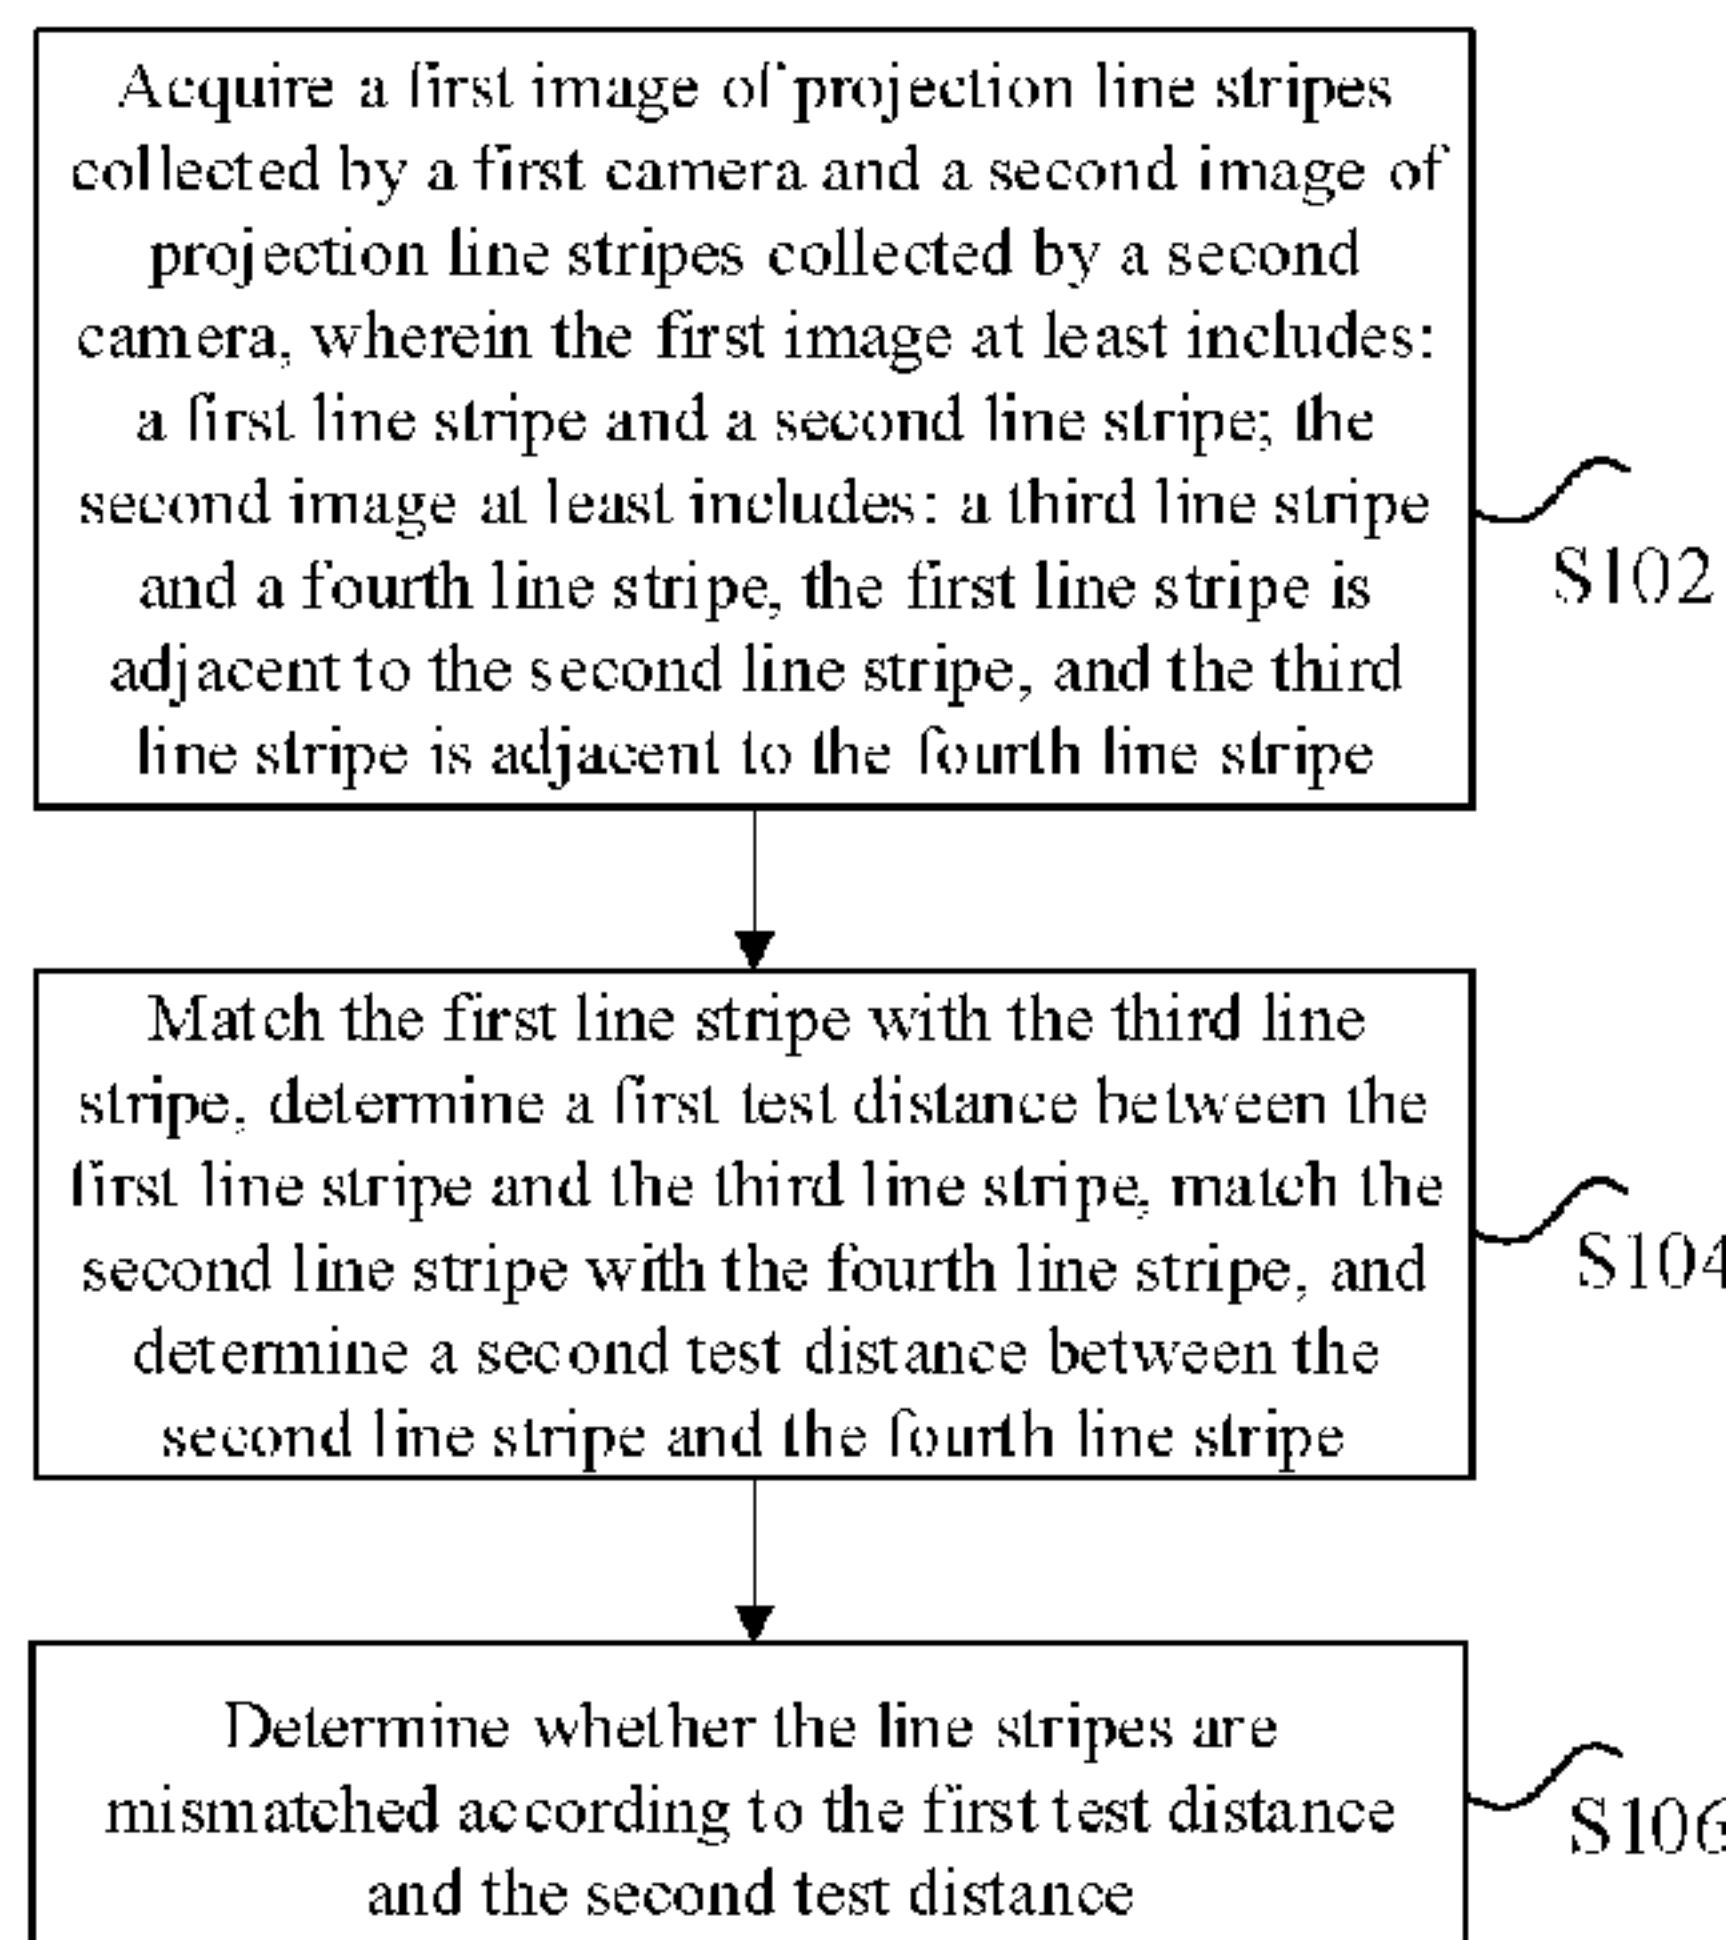 Acquire a first image of projection line stripes
collected by a first camera and a second image of
projection line stripes collected by a second
camera, wherein the first image at least includes:
a first line stripe and a second line stripe; the
second image at least includes: a third line stripe
and a fourth line stripe, the first line stripe is
adjacent to the second line stripe, and the third
line stripe is adjacent to the fourth line stripe
S102
Match the first line stripe with the third line
stripe, determine a first test distance between the
first line stripe and the third line stripe, match the
second line stripe with the fourth line stripe, and
determine a second test distance between the
second line stripe and the fourth line stripe
S104
Determine whether the line stripes are
mismatched according to the first test distance
and the second test distance
S106